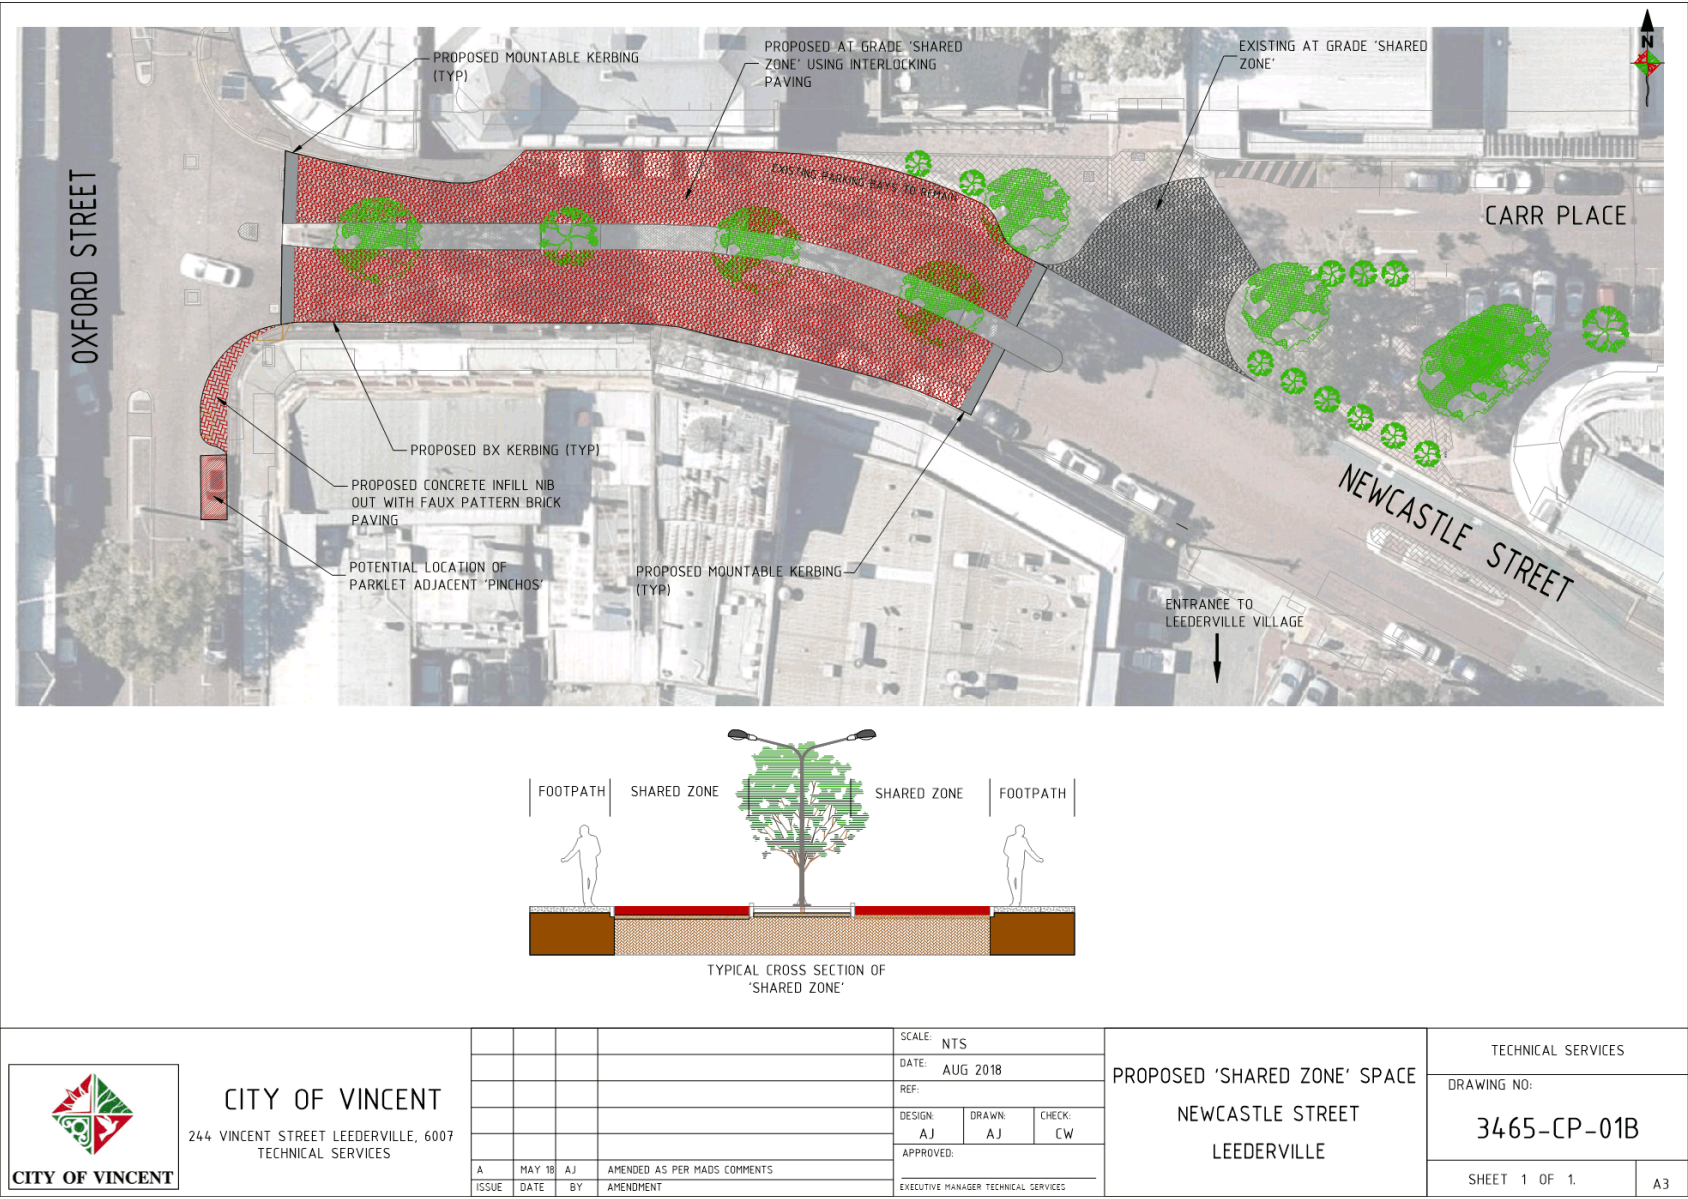 PROPOSED MOUNTABLE KERBING
(TYP)
PROPOSED AT GRADE 'SHARED
ZONE' USING INTERLOCKING
PAVING
EXISTING AT GRADE 'SHARED
ZONE'
N
EXISTING PARKING BAYS TO REMAIN
OXFORD STREET
CARR PLACE
NEWCASTLE STREET
PROPOSED BX KERBING (TYP)
PROPOSED CONCRETE INFILL NIB
OUT WITH FAUX PATTERN BRICK
PAVING
POTENTIAL LOCATION OF
PARKLET ADJACENT 'PINCHOS'
PROPOSED MOUNTABLE KERBING
(TYP)
ENTRANCE TO
LEEDERVILLE VILLAGE
FOOTPATH
SHARED ZONE
SHARED ZONE
FOOTPATH
TYPICAL CROSS SECTION OF
'SHARED ZONE'
CITY OF VINCENT
CITY OF VINCENT
244 VINCENT STREET LEEDERVILLE, 6007
TECHNICAL SERVICES
A MAY 18 AJ AMENDED AS PER MADS COMMENTS
ISSUE DATE BY AMENDMENT
SCALE: NTS
DATE: AUG 2018
REF:
DESIGN: DRAWN: CHECK:
AJ AJ CW
APPROVED:
EXECUTIVE MANAGER TECHNICAL SERVICES
PROPOSED 'SHARED ZONE' SPACE
NEWCASTLE STREET
LEEDERVILLE
TECHNICAL SERVICES
DRAWING NO:
3465-CP-01B
SHEET 1 OF 1.
A3